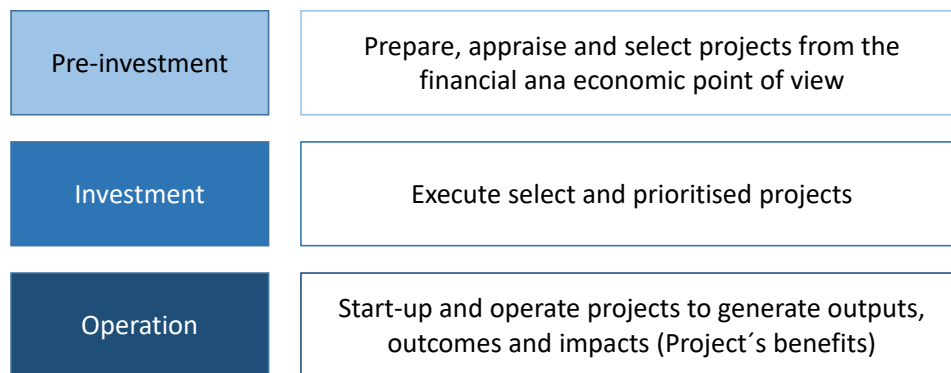 Pre-investment
Prepare, appraise and select projects from the
financial ana economic point of view
Investment
Execute select and prioritised projects
Operation
Start-up and operate projects to generate outputs,
outcomes and impacts (Project´s benefits)